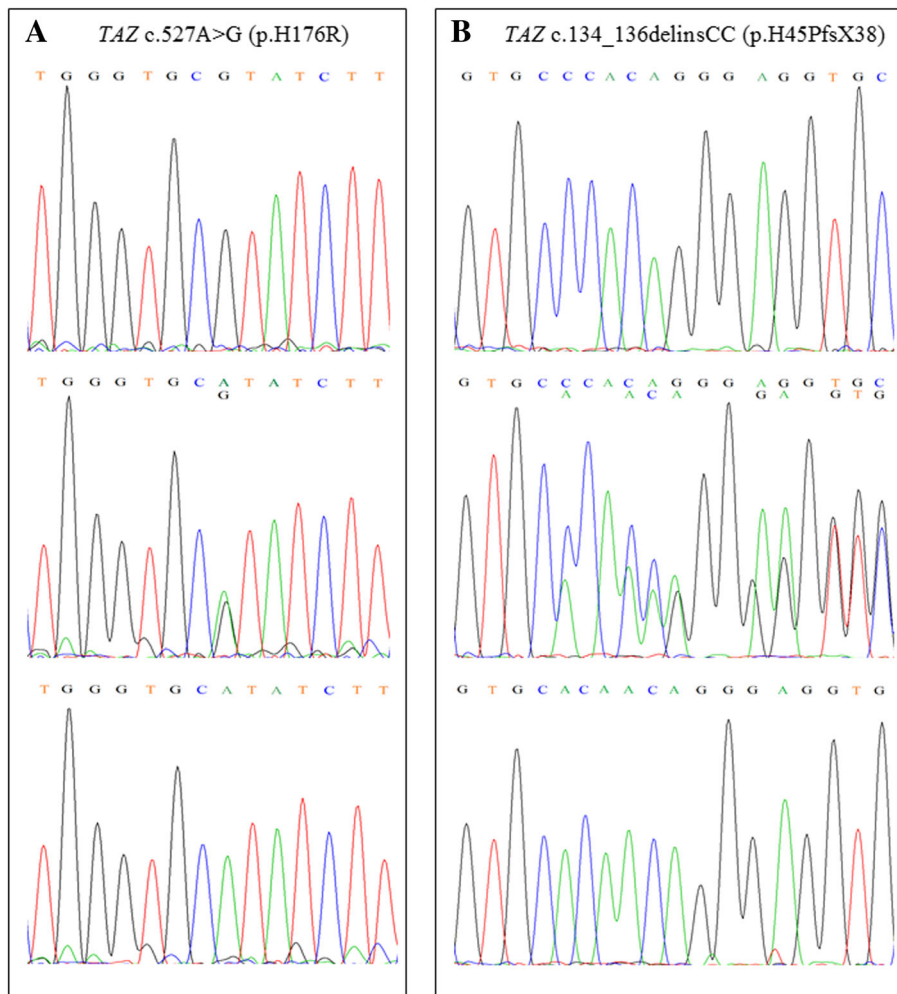 A TAZ c.527A>G (p.H176R)
T G G G T G C G T A T C T T
T G G G T G C A T A T C T T
G
T G G G T G C A T A T C T T
B TAZ c.134_136delinsCC (p.H45PfsX38)
G T G C C C A C A G G G A G G T G C
G T G C C C A C A G G G A G G T G C
A A C A G A G T G
G T G C A C A A C A G G G A G G T G